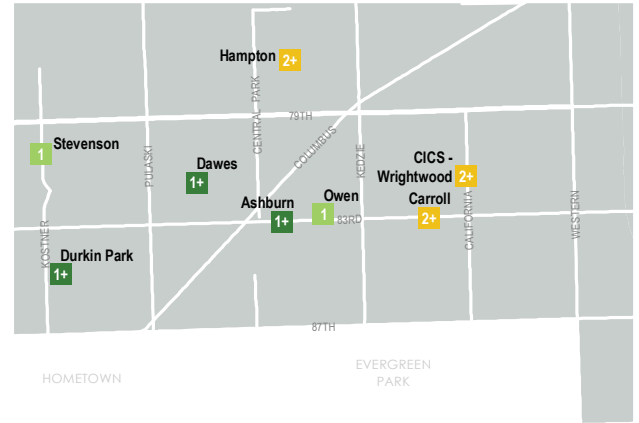 Hampton
2+
CENTRAL PARK
79TH
COLUMBUS
Stevenson
1
PULASKI
KEDZIE
Dawes
1+
CICS -
Wrightwood
2+
Ashburn
1+
Owen
1
83RD
Carroll
2+
CALIFORNIA
WESTERN
KOSTNER
Durkin Park
1+
87TH
HOMETOWN
EVERGREEN
PARK